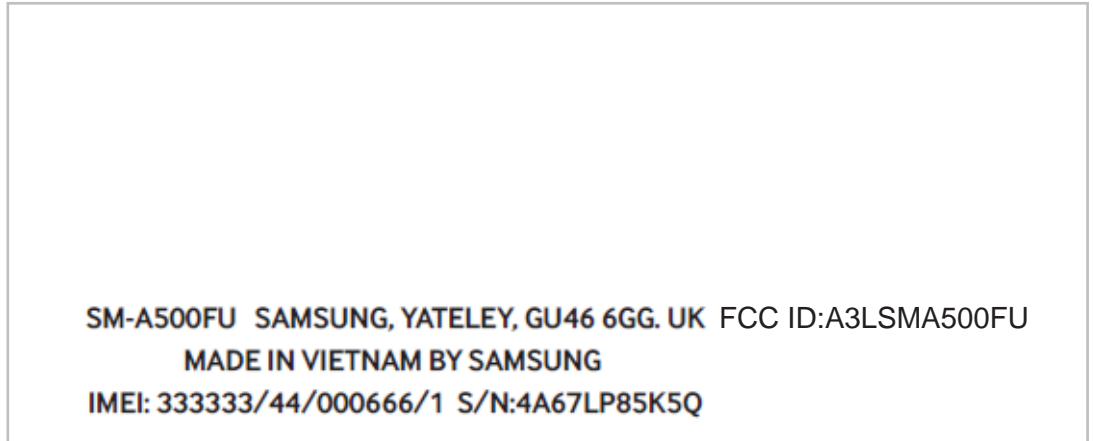 SM-A500FU SAMSUNG, YATELEY, GU46 6GG. UK FCC ID:A3LSMA500FU
MADE IN VIETNAM BY SAMSUNG
IMEI: 333333/44/000666/1 S/N:4A67LP85K5Q